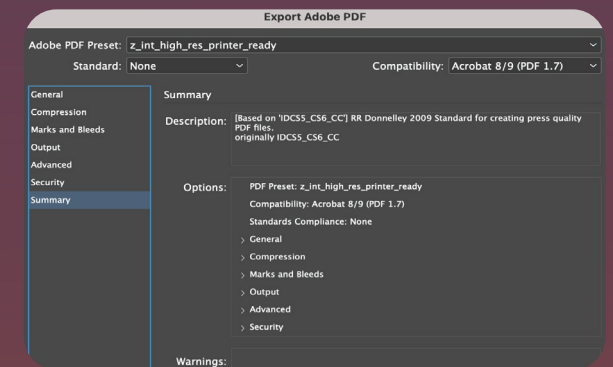 Export Adobe PDF
Adobe PDF Preset: z_int_high_res_printer_ready
Standard: None
Compatibility: Acrobat 8/9 (PDF 1.7)
General
Compression
Marks and Bleeds
Output
Advanced
Security
Summary
Summary
Description: [Based on 'IDCS5_CS6_CC'] RR Donnelley 2009 Standard for creating press quality
PDF files.
originally IDCS5_CS6_CC
Options: PDF Preset: z_int_high_res_printer_ready
Compatibility: Acrobat 8/9 (PDF 1.7)
Standards Compliance: None
> General
> Compression
> Marks and Bleeds
> Output
> Advanced
> Security
Warnings: